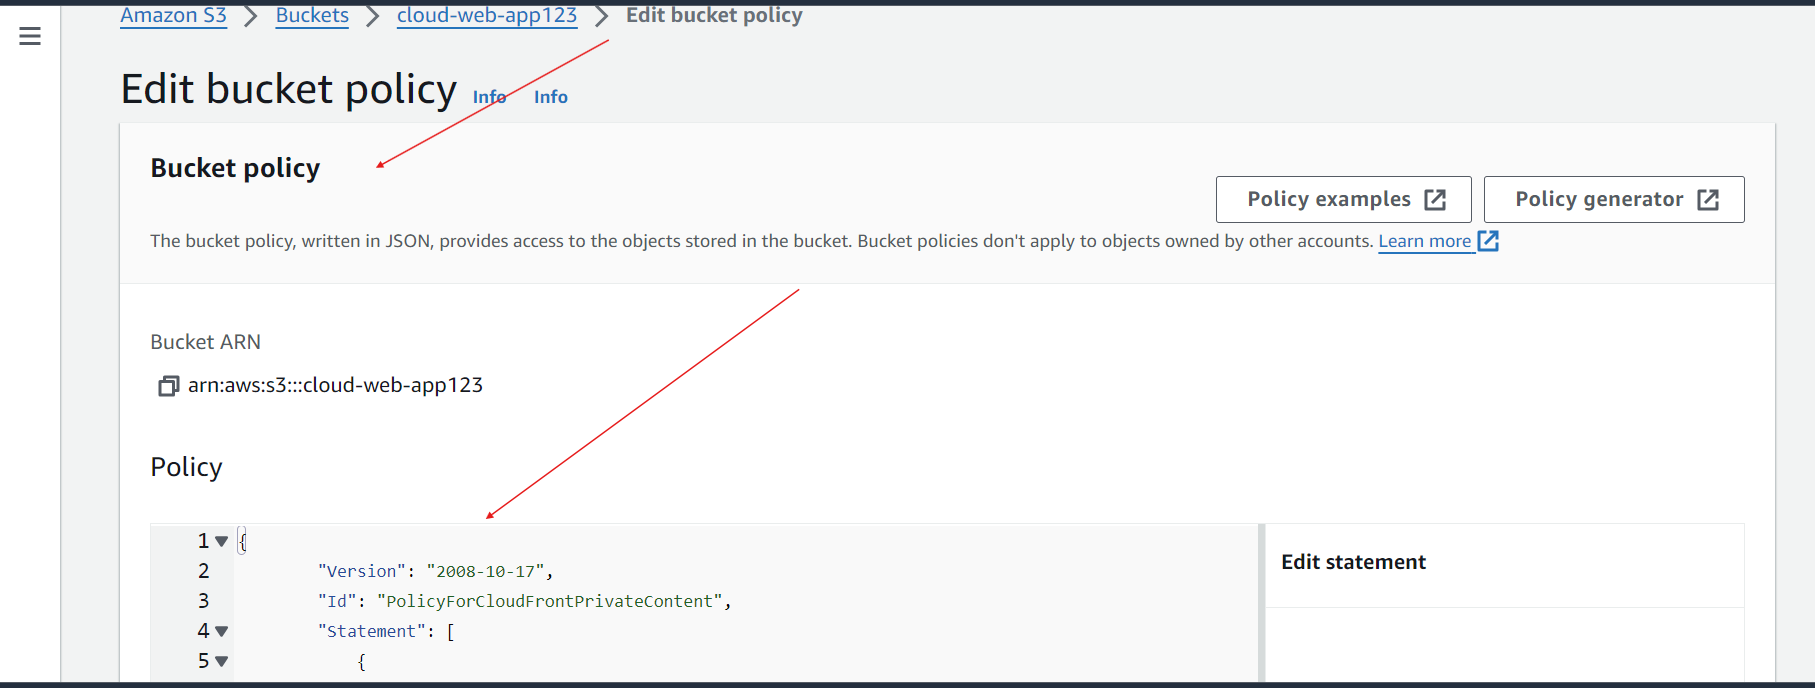 Amazon S3 > Buckets > cloud-web-app123 > Edit bucket policy
Edit bucket policy Info Info
Bucket policy
Policy examples Policy generator
The bucket policy, written in JSON, provides access to the objects stored in the bucket. Bucket policies don't apply to objects owned by other accounts. Learn more
Bucket ARN
arn:aws:s3:::cloud-web-app123
Policy
1 {
2 "Version": "2008-10-17",
3 "Id": "PolicyForCloudFrontPrivateContent",
4 "Statement": [
5 {
Edit statement